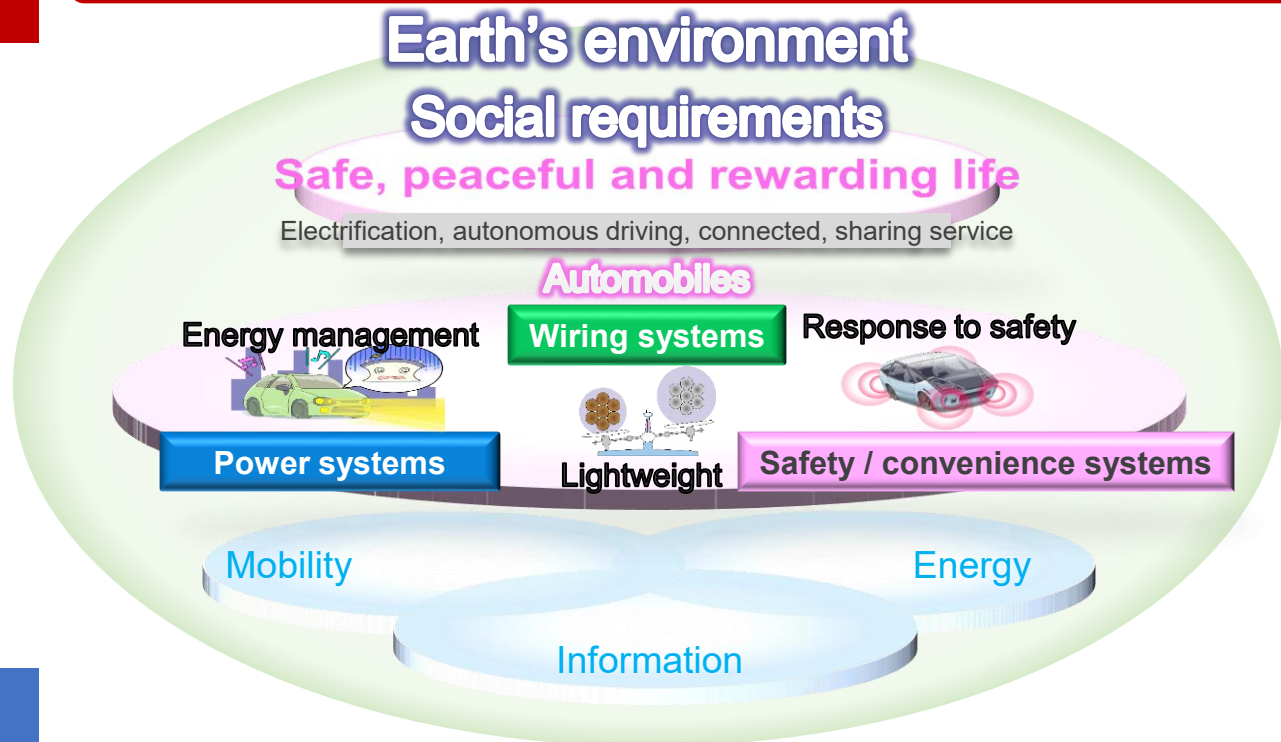 Earth's environment
Social requirements
Safe, peaceful and rewarding life
Electrification, autonomous driving, connected, sharing service
Automobiles
Energy management
Wiring systems
Response to safety
Power systems
Lightweight
Safety / convenience systems
Mobility
Energy
Information